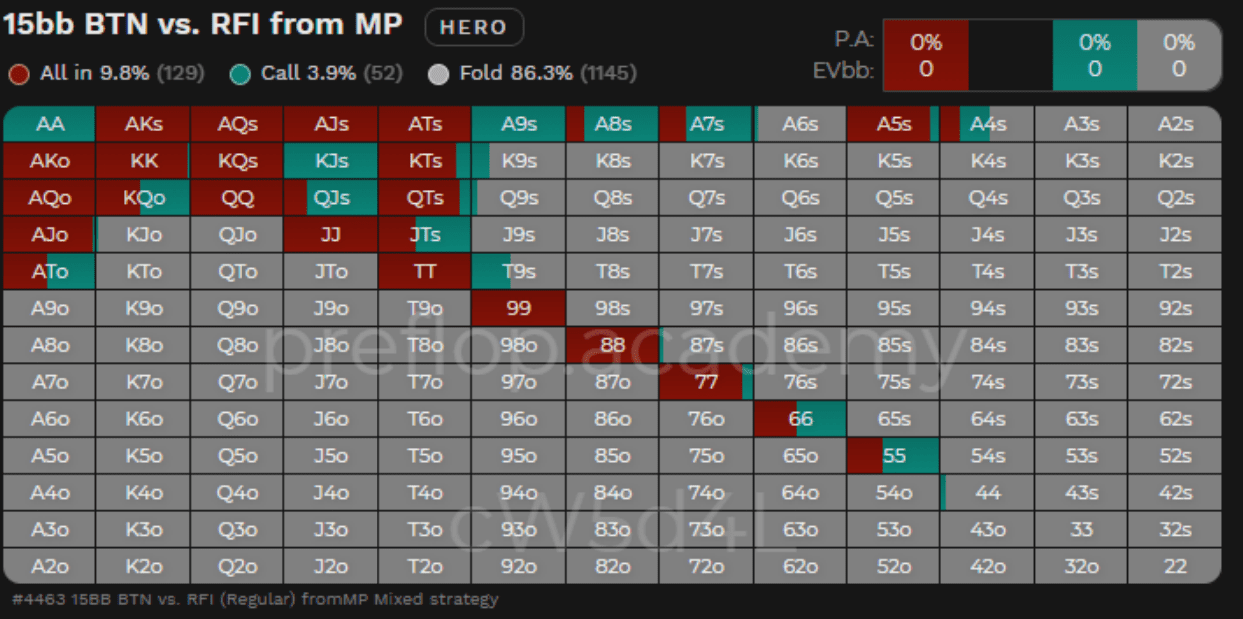 15bb BTN vs. RFI from MP HERO
P.A: 0% 0% 0%
EVbb: 0 0 0
All in 9.8% (129) Call 3.9% (52) Fold 86.3% (1145)
AA AKs AQs AJs ATs A9s A8s A7s A6s A5s A4s A3s A2s
AKo KK KQs KJs KTs K9s K8s K7s K6s K5s K4s K3s K2s
AQo KQo QQ QJs QTs Q9s Q8s Q7s Q6s Q5s Q4s Q3s Q2s
AJo KJo QJo JJ JTs J9s J8s J7s J6s J5s J4s J3s J2s
ATo KTo QTo JTo TT T9s T8s T7s T6s T5s T4s T3s T2s
A9o K9o Q9o J9o T9o 99 98s 97s 96s 95s 94s 93s 92s
preflop.academy
A8o K8o Q8o J8o T8o 98o 88 87s 86s 85s 84s 83s 82s
A7o K7o Q7o J7o T7o 97o 87o 77 76s 75s 74s 73s 72s
A6o K6o Q6o J6o T6o 96o 86o 76o 66 65s 64s 63s 62s
A5o K5o Q5o J5o T5o 95o 85o 75o 65o 55 54s 53s 52s
A4o K4o Q4o J4o T4o 94o 84o 74o 64o 54o 44 43s 42s
cW5d4L
A3o K3o Q3o J3o T3o 93o 83o 73o 63o 53o 43o 33 32s
A2o K2o Q2o J2o T2o 92o 82o 72o 62o 52o 42o 32o 22
#4463 15BB BTN vs. RFI (Regular) fromMP Mixed strategy